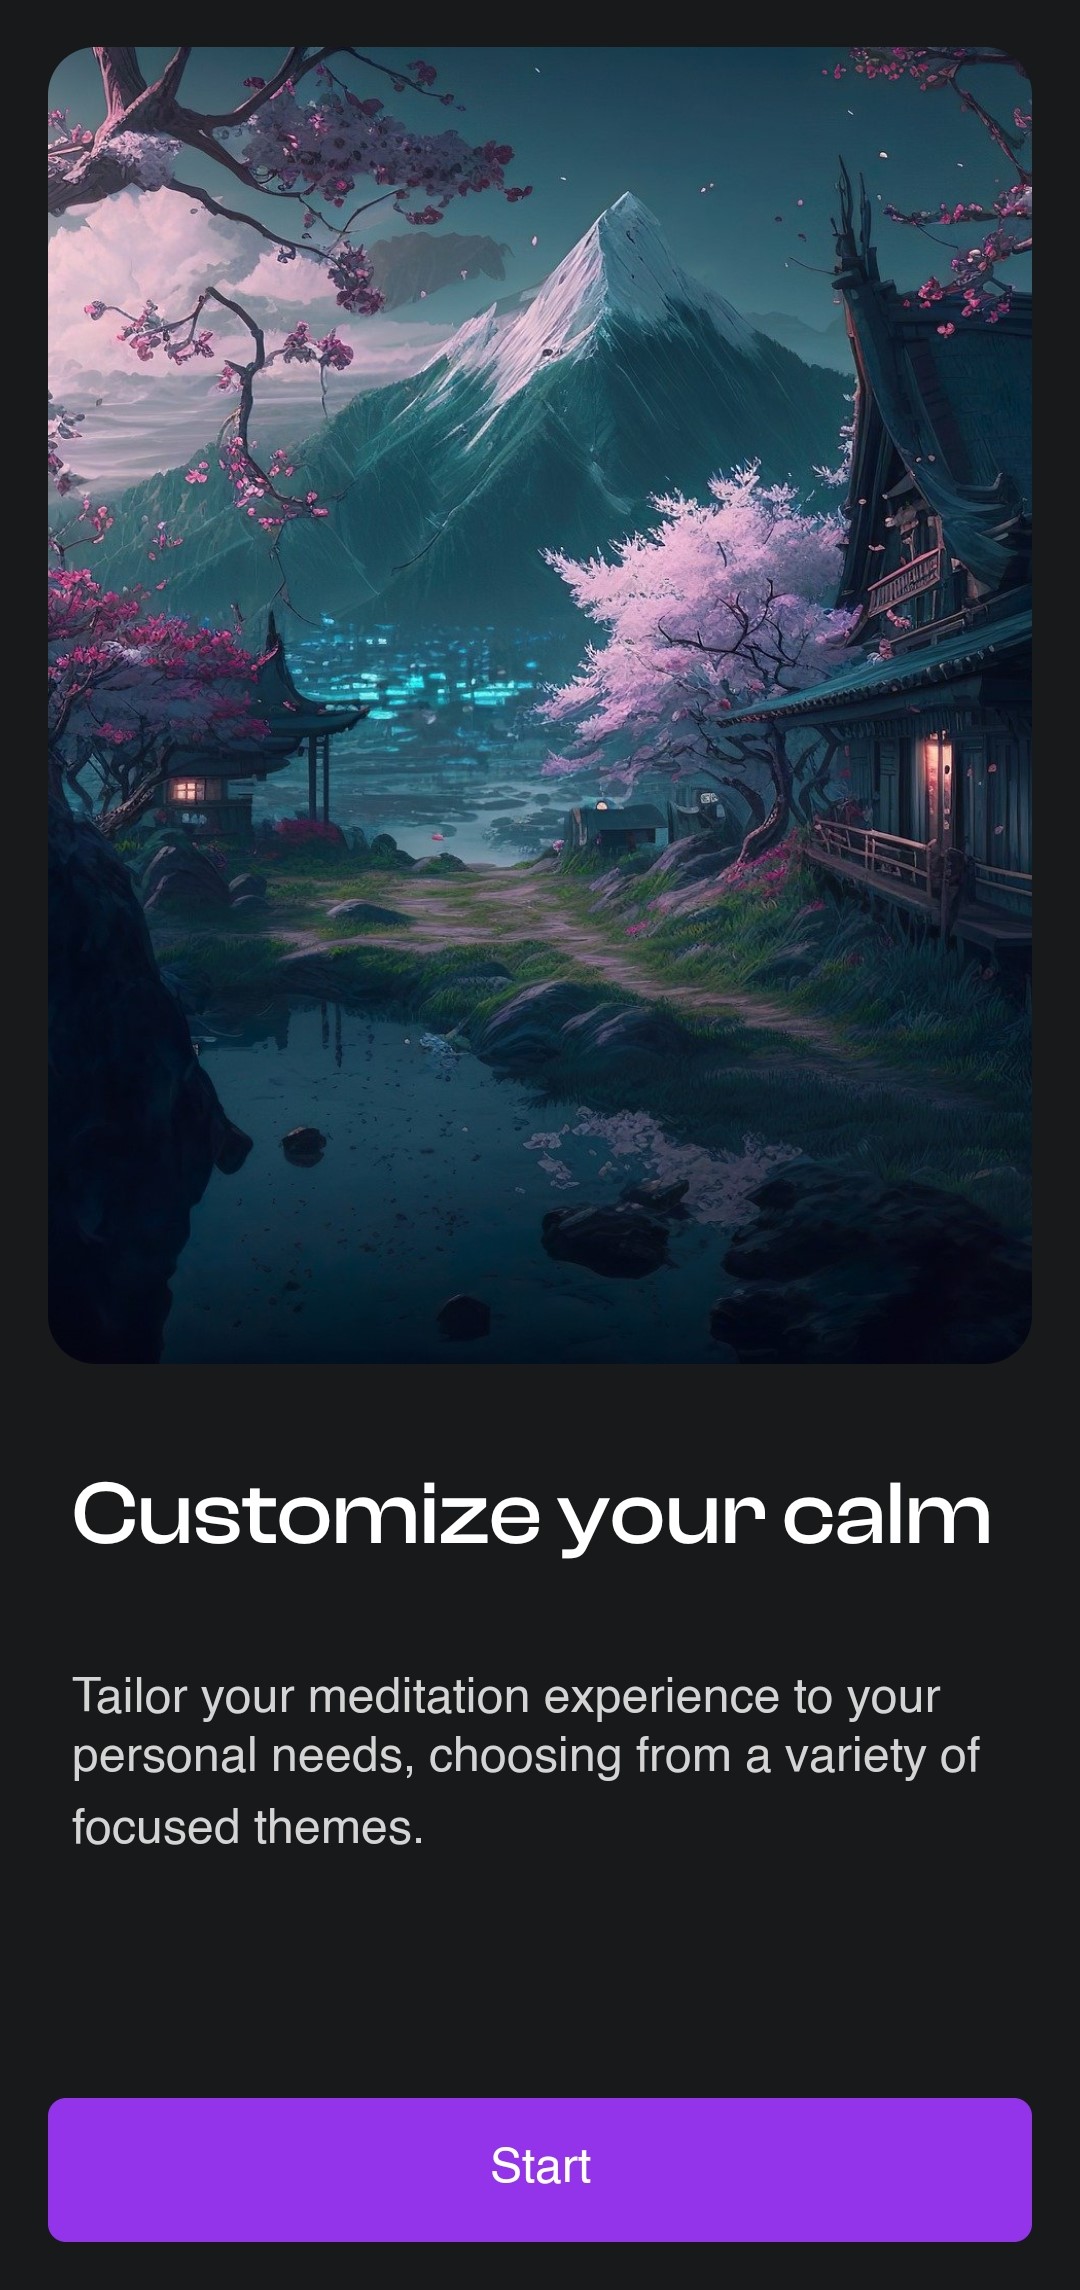 Customize your calm
Tailor your meditation experience to your
personal needs, choosing from a variety of
focused themes.
Start